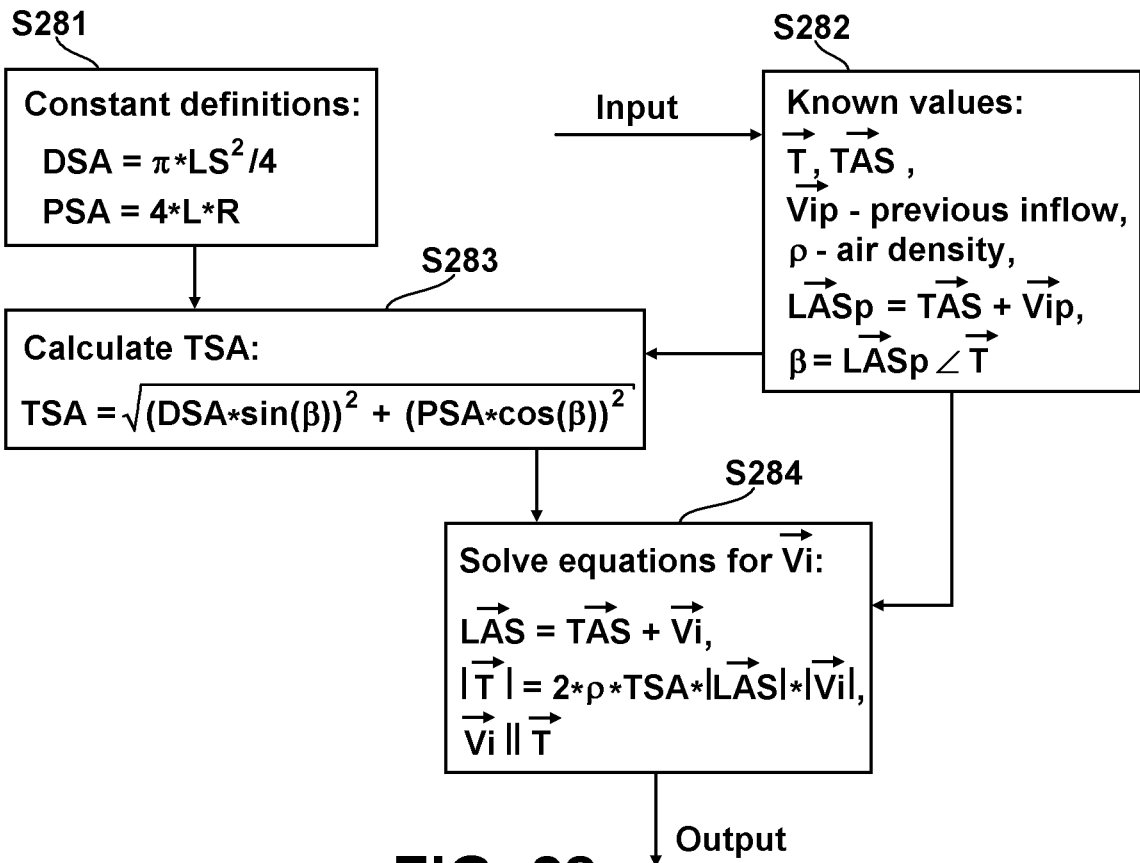 S281
Constant definitions:
DSA = π*LS²/4
PSA = 4*L*R
Input
S282
Known values:
T⃗, TAS⃗ ,
Vip⃗ - previous inflow,
ρ - air density,
LASp⃗ = TAS⃗ + Vip⃗,
β = LASp⃗ ∠ T⃗
S283
Calculate TSA:
TSA = √((DSA*sin(β))² + (PSA*cos(β))²)
S284
Solve equations for Vi⃗:
LAS⃗ = TAS⃗ + Vi⃗,
|T⃗| = 2*ρ*TSA*|LAS⃗|*|Vi⃗|,
Vi⃗ || T⃗
Output